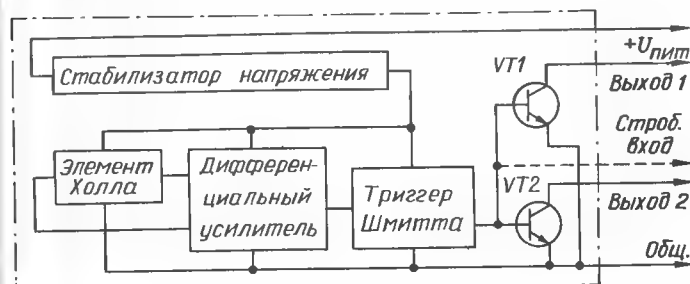 +Uпит
Стабилизатор напряжения
VT1
Выход 1
Строб.
вход
Элемент
Холла
Дифферен-
циальный
усилитель
Триггер
Шмитта
VT2
Выход 2
Общ.